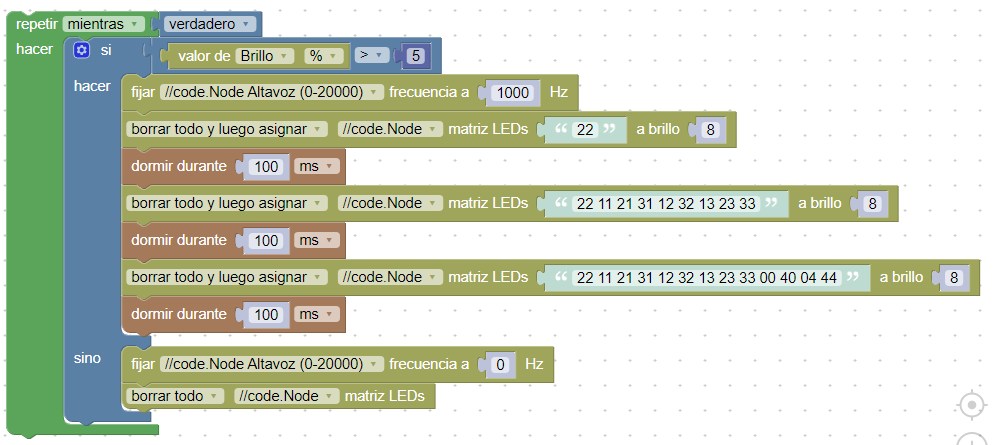 repetir mientras verdadero
hacer si valor de Brillo % > 5
hacer fijar //code.Node Altavoz (0-20000) frecuencia a 1000 Hz
borrar todo y luego asignar //code.Node matriz LEDs “ 22 ” a brillo 8
dormir durante 100 ms
borrar todo y luego asignar //code.Node matriz LEDs “ 22 11 21 31 12 32 13 23 33 ” a brillo 8
dormir durante 100 ms
borrar todo y luego asignar //code.Node matriz LEDs “ 22 11 21 31 12 32 13 23 33 00 40 04 44 ” a brillo 8
dormir durante 100 ms
sino fijar //code.Node Altavoz (0-20000) frecuencia a 0 Hz
borrar todo //code.Node matriz LEDs